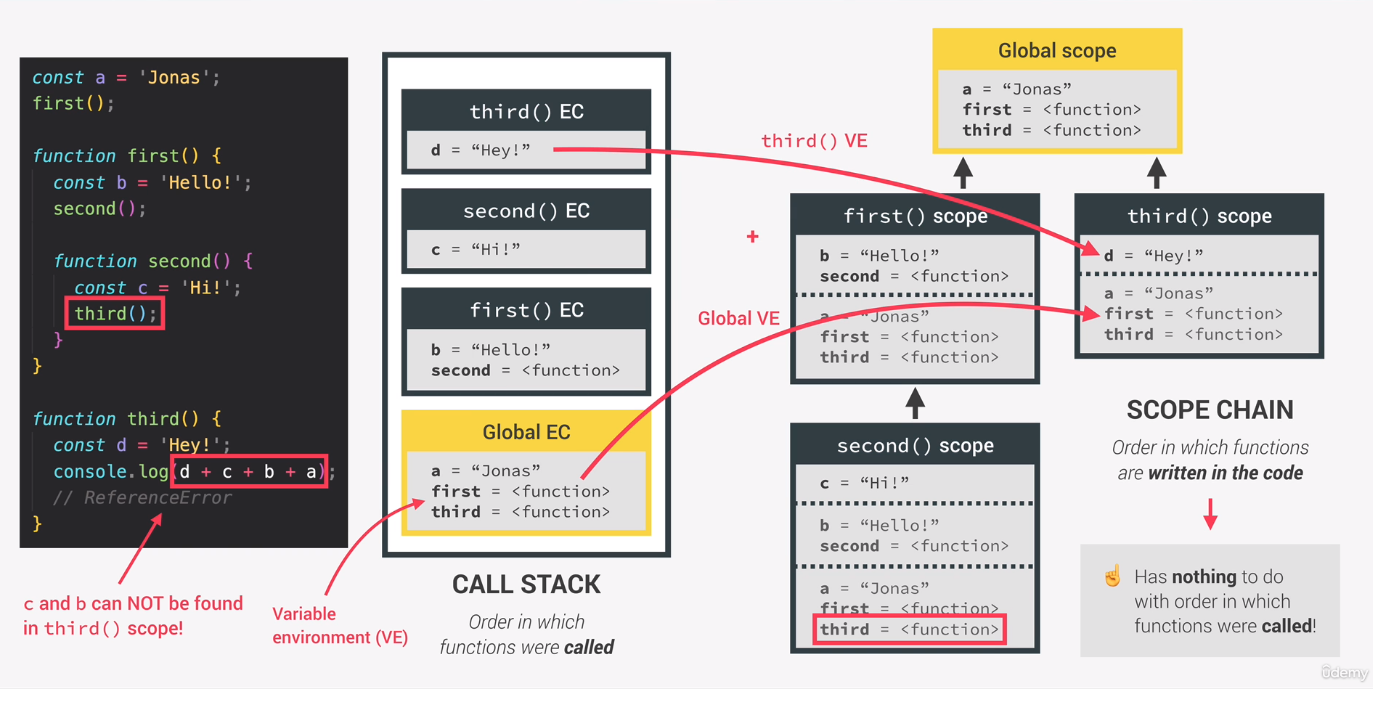 const a = 'Jonas';
first();
function first() {
const b = 'Hello!';
second();
function second() {
const c = 'Hi!';
third();
}
}
function third() {
const d = 'Hey!';
console.log(d + c + b + a);
// ReferenceError
}
c and b can NOT be found
in third() scope!
third() EC
d = “Hey!”
second() EC
c = “Hi!”
first() EC
b = “Hello!”
second = <function>
Global EC
a = “Jonas”
first = <function>
third = <function>
Variable
environment (VE)
CALL STACK
Order in which
functions were called
third() VE
+
Global VE
Global scope
a = “Jonas”
first = <function>
third = <function>
first() scope
b = “Hello!”
second = <function>
a = “Jonas”
first = <function>
third = <function>
second() scope
c = “Hi!”
b = “Hello!”
second = <function>
a = “Jonas”
first = <function>
third = <function>
third() scope
d = “Hey!”
a = “Jonas”
first = <function>
third = <function>
SCOPE CHAIN
Order in which functions
are written in the code
☝ Has nothing to do
with order in which
functions were called!
ûdemy